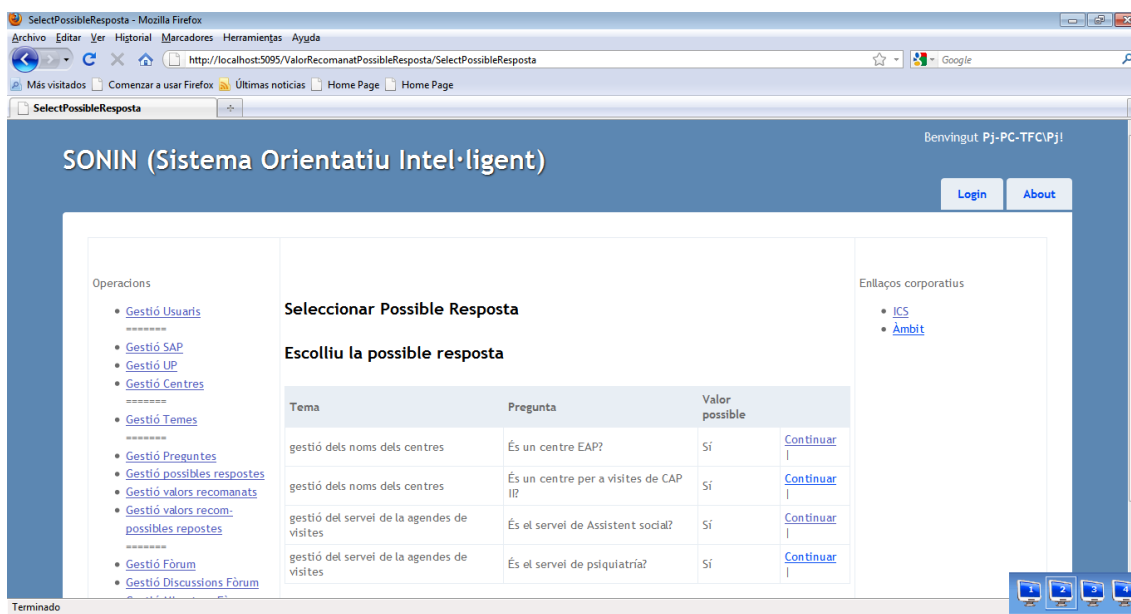 SelectPossibleResposta - Mozilla Firefox
Archivo Editar Ver Historial Marcadores Herramientas Ayuda
http://localhost:5095/ValorRecomanatPossibleResposta/SelectPossibleResposta
Google
Más visitados Comenzar a usar Firefox Últimas noticias Home Page Home Page
SelectPossibleResposta
Benvingut Pj-PC-TFC\Pj!
SONIN (Sistema Orientatiu Intel·ligent)
Login About
Operacions
Gestió Usuaris
=======
Gestió SAP
Gestió UP
Gestió Centres
=======
Gestió Temes
=======
Gestió Preguntes
Gestió possibles respostes
Gestió valors recomanats
Gestió valors recom-
possibles repostes
=======
Gestió Fòrum
Gestió Discussions Fòrum
Seleccionar Possible Resposta
Escolliu la possible resposta
Tema Pregunta Valor possible
gestió dels noms dels centres És un centre EAP? Sí Continuar |
gestió dels noms dels centres És un centre per a visites de CAP II? Sí Continuar |
gestió del servei de la agendes de visites És el servei de Assistent social? Sí Continuar |
gestió del servei de la agendes de visites És el servei de psiquiatría? Sí Continuar |
Enllaços corporatius
ICS
Àmbit
Terminado
1 2 3 4